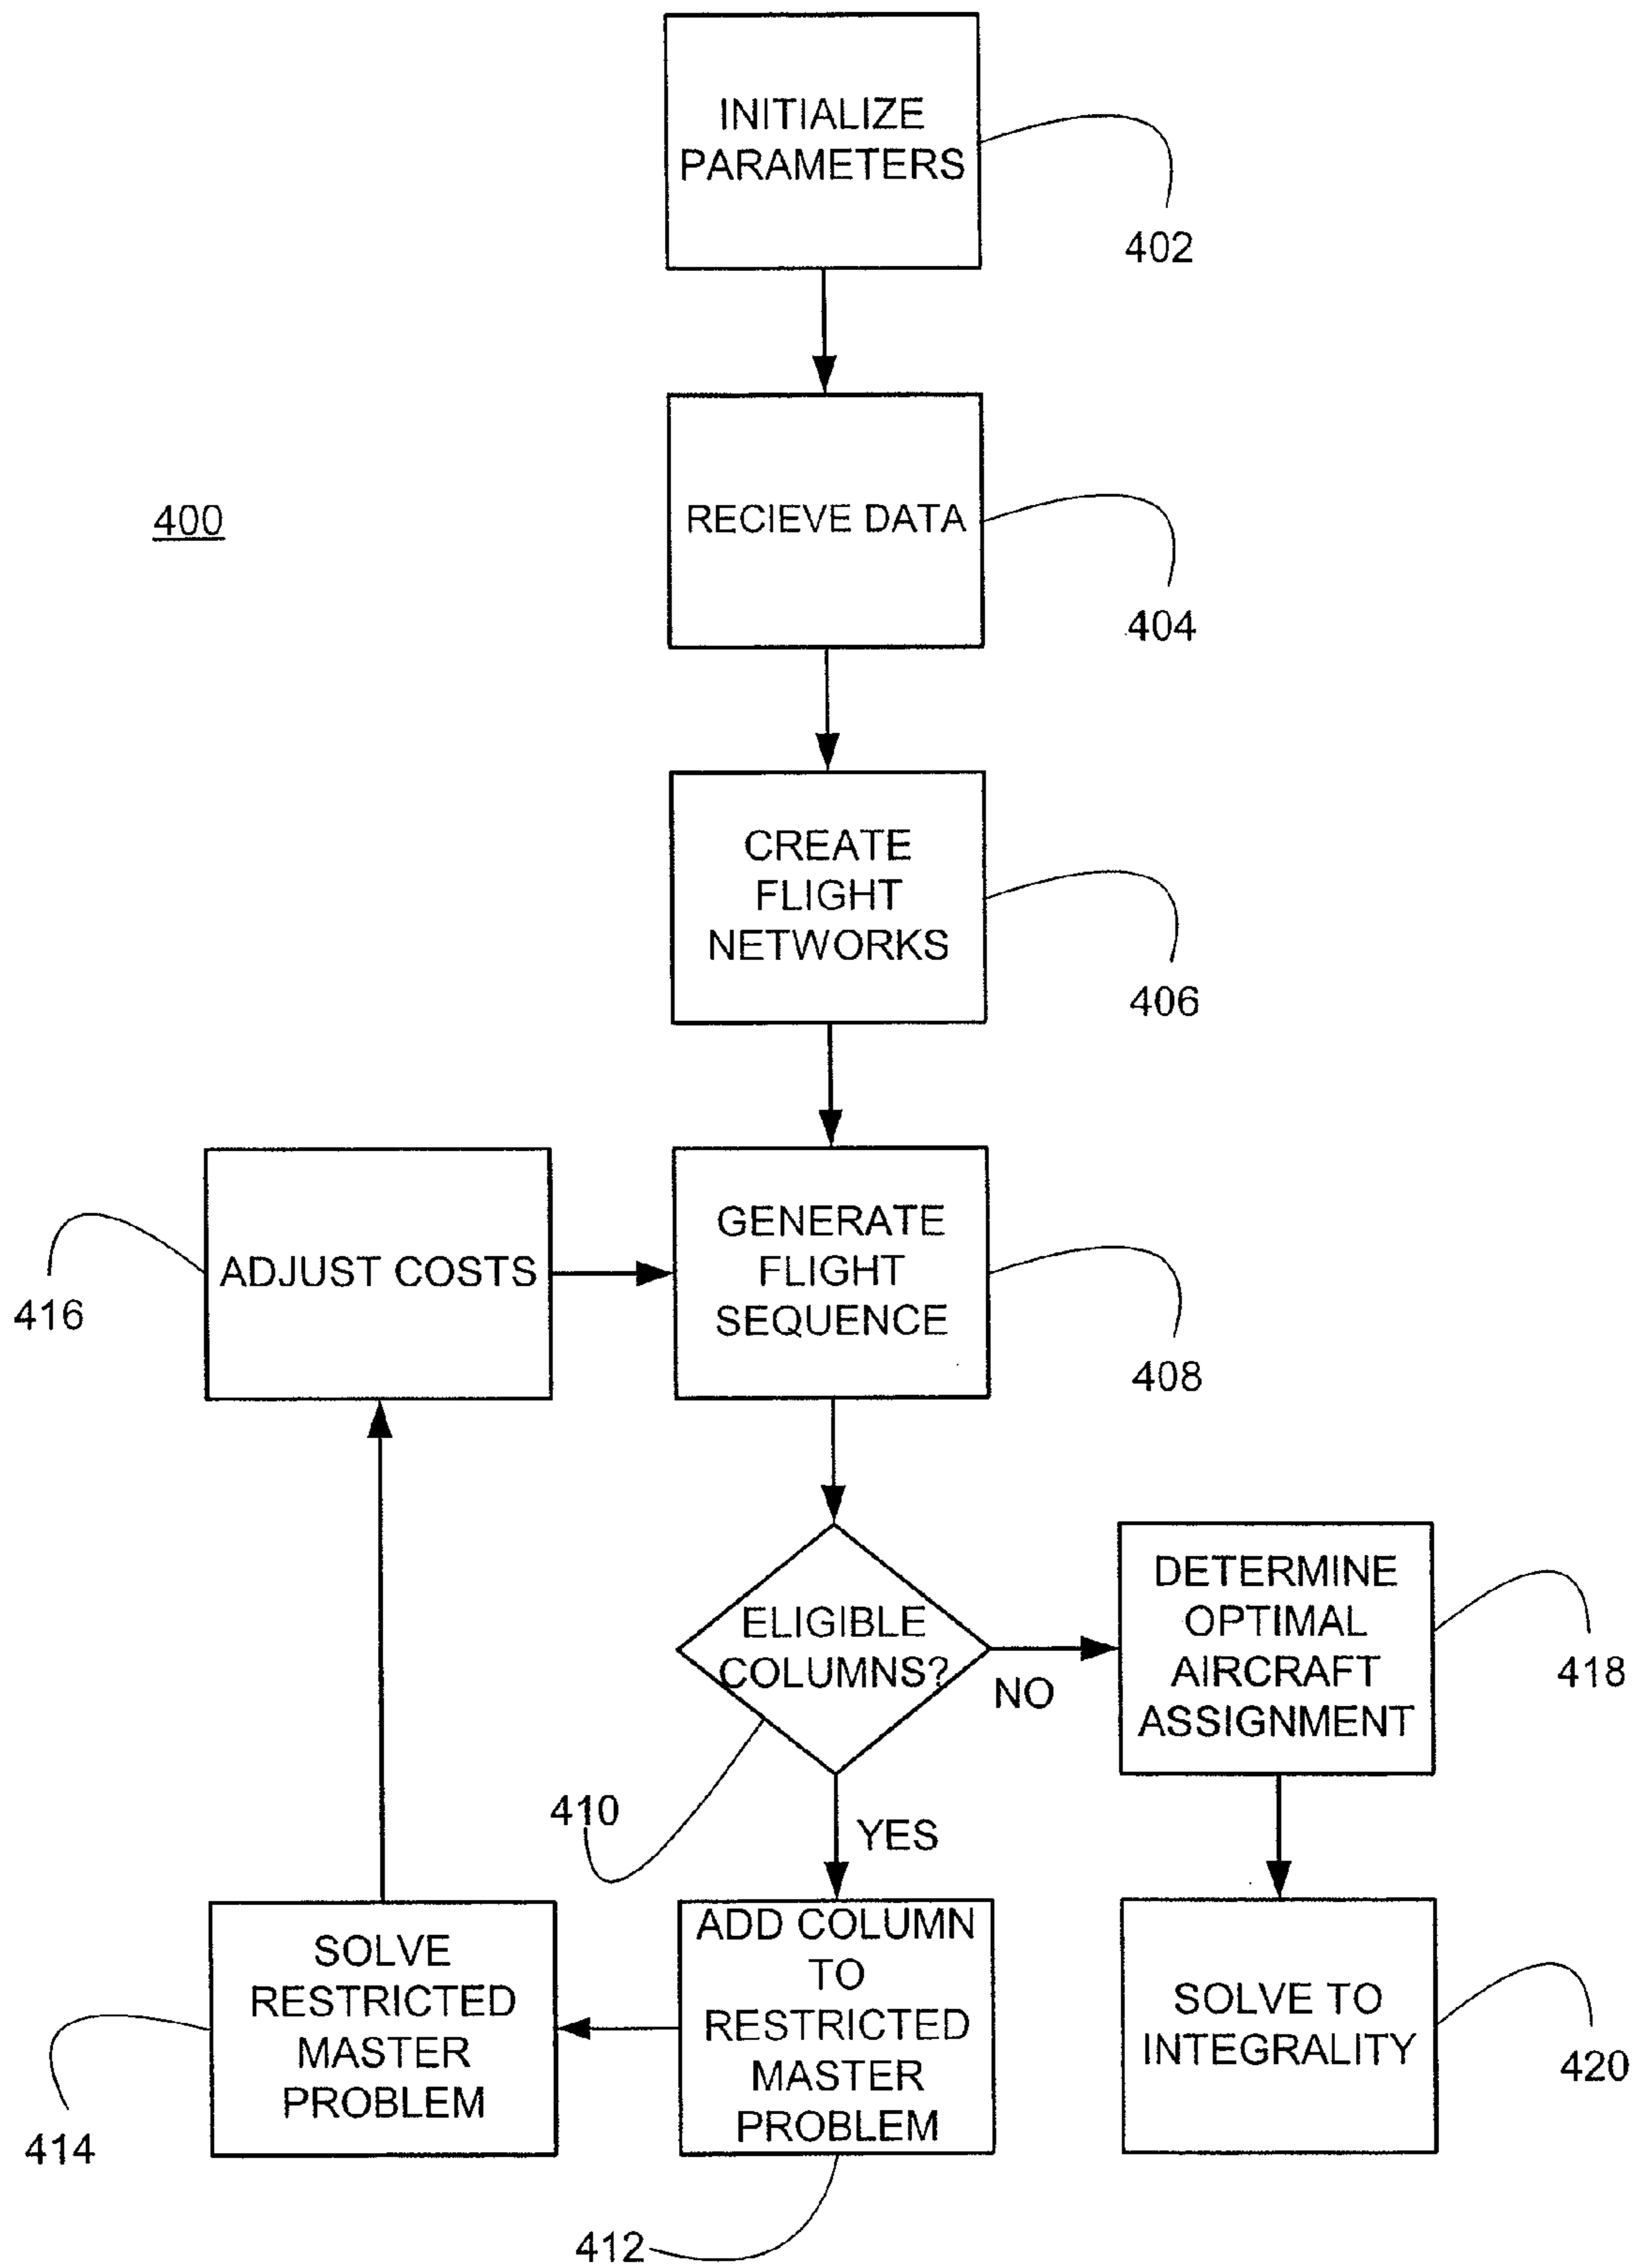 INITIALIZE
PARAMETERS
402
400
RECIEVE DATA
404
CREATE
FLIGHT
NETWORKS
406
416
ADJUST COSTS
GENERATE
FLIGHT
SEQUENCE
408
ELIGIBLE
COLUMNS?
410
NO
YES
DETERMINE
OPTIMAL
AIRCRAFT
ASSIGNMENT
418
SOLVE
RESTRICTED
MASTER
PROBLEM
414
ADD COLUMN
TO
RESTRICTED
MASTER
PROBLEM
412
SOLVE TO
INTEGRALITY
420